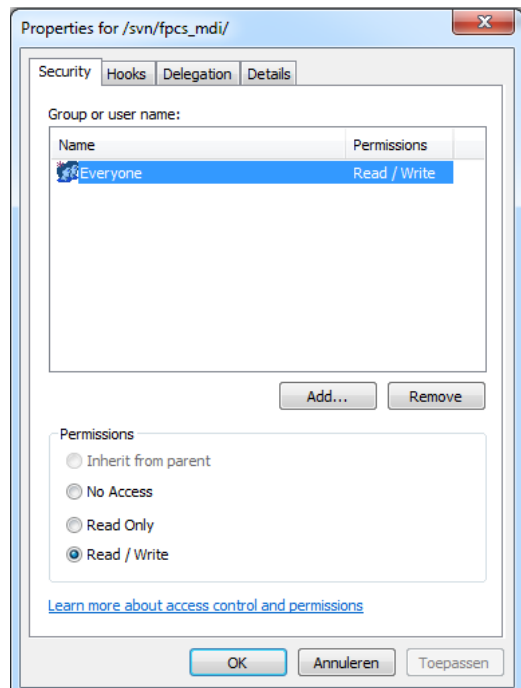 Properties for /svn/fpcs_mdi/
Security Hooks Delegation Details
Group or user name:
Name Permissions
Everyone Read / Write
Add... Remove
Permissions
Inherit from parent
No Access
Read Only
Read / Write
Learn more about access control and permissions
OK Annuleren Toepassen